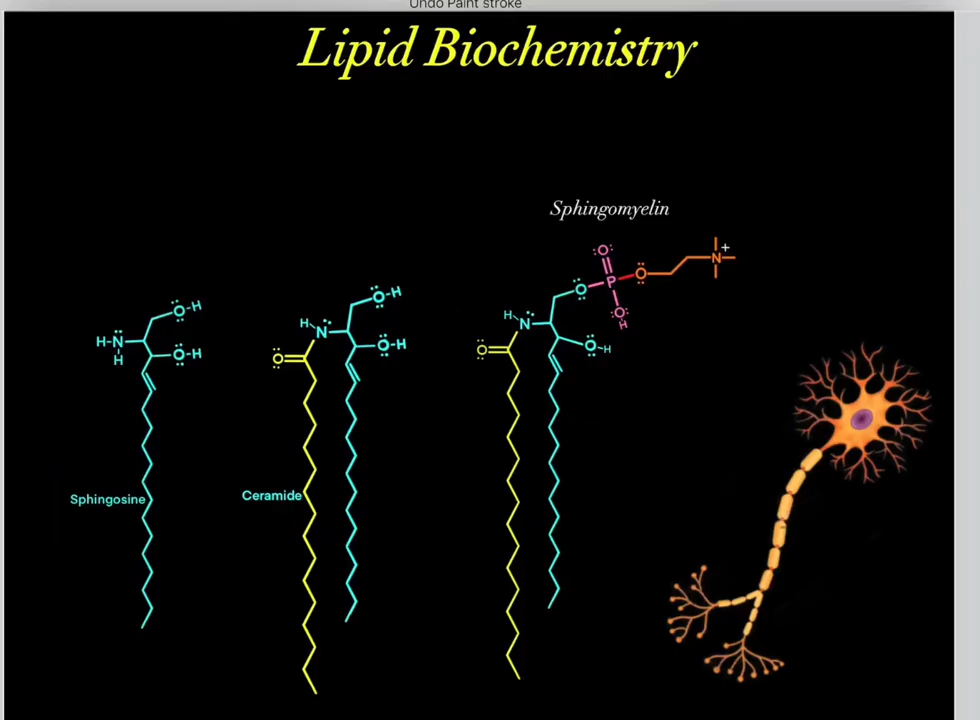 Undo Paint stroke
Lipid Biochemistry
Sphingomyelin
Sphingosine
Ceramide
H-N
H
O-H
O-H
H
N
O
O-H
O-H
H
N
O
O
P
O
O
H
O
N
+
O-H